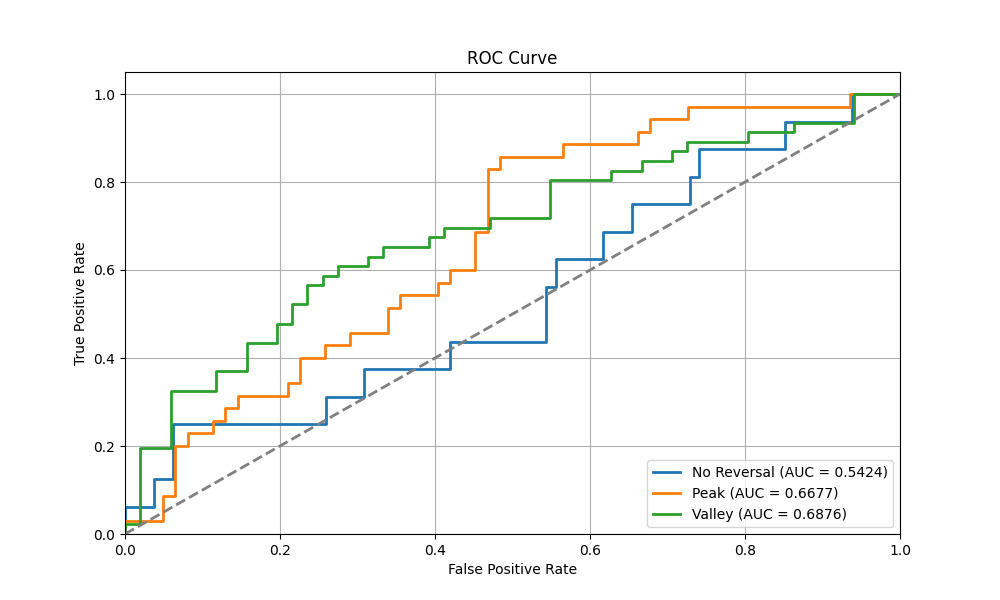 ROC Curve
1.0
0.8
0.6
0.4
0.2
0.0
True Positive Rate
0.0 0.2 0.4 0.6 0.8 1.0
False Positive Rate
No Reversal (AUC = 0.5424)
Peak (AUC = 0.6677)
Valley (AUC = 0.6876)